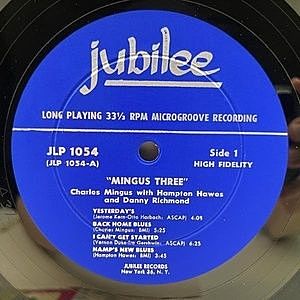 jubilee
LONG PLAYING 33⅓ RPM MICROGROOVE RECORDING
JLP 1054
Side 1
(JLP 1054-A)
HIGH FIDELITY
"MINGUS THREE"
Charles Mingus with Hampton Hawes
and Danny Richmond
YESTERDAY'S
(Jerome Kern-Otto Harbach: ASCAP) 4:09
BACK HOME BLUES
(Charles Mingus: BMI) 5:25
I CAN'T GET STARTED
(Vernon Duke-Ira Gershwin: ASCAP) 6:25
HAMP'S NEW BLUES
(Hampton Hawes: BMI) 3:45
JUBILEE RECORDS
New York 36, N. Y.